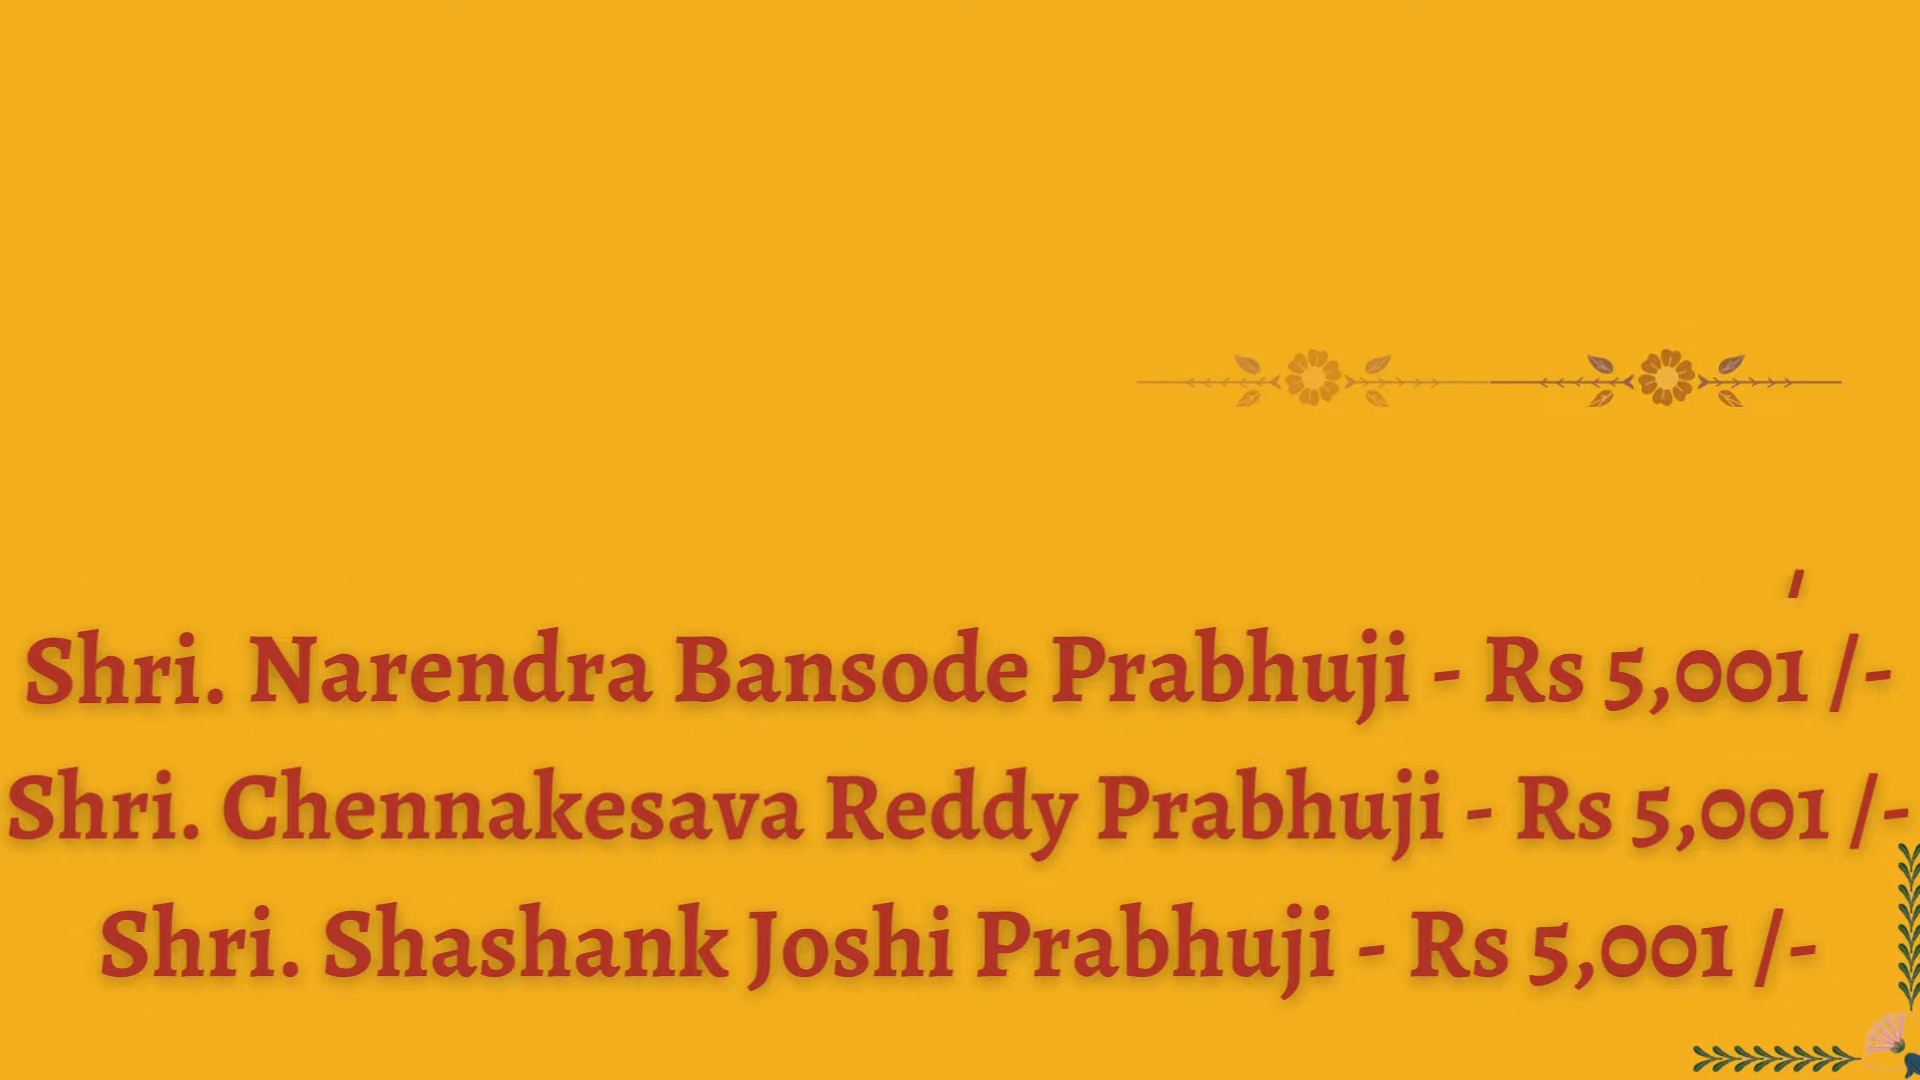 Shri. Narendra Bansode Prabhuji - Rs 5,001 /-
Shri. Chennakesava Reddy Prabhuji - Rs 5,001 /-
Shri. Shashank Joshi Prabhuji - Rs 5,001 /-